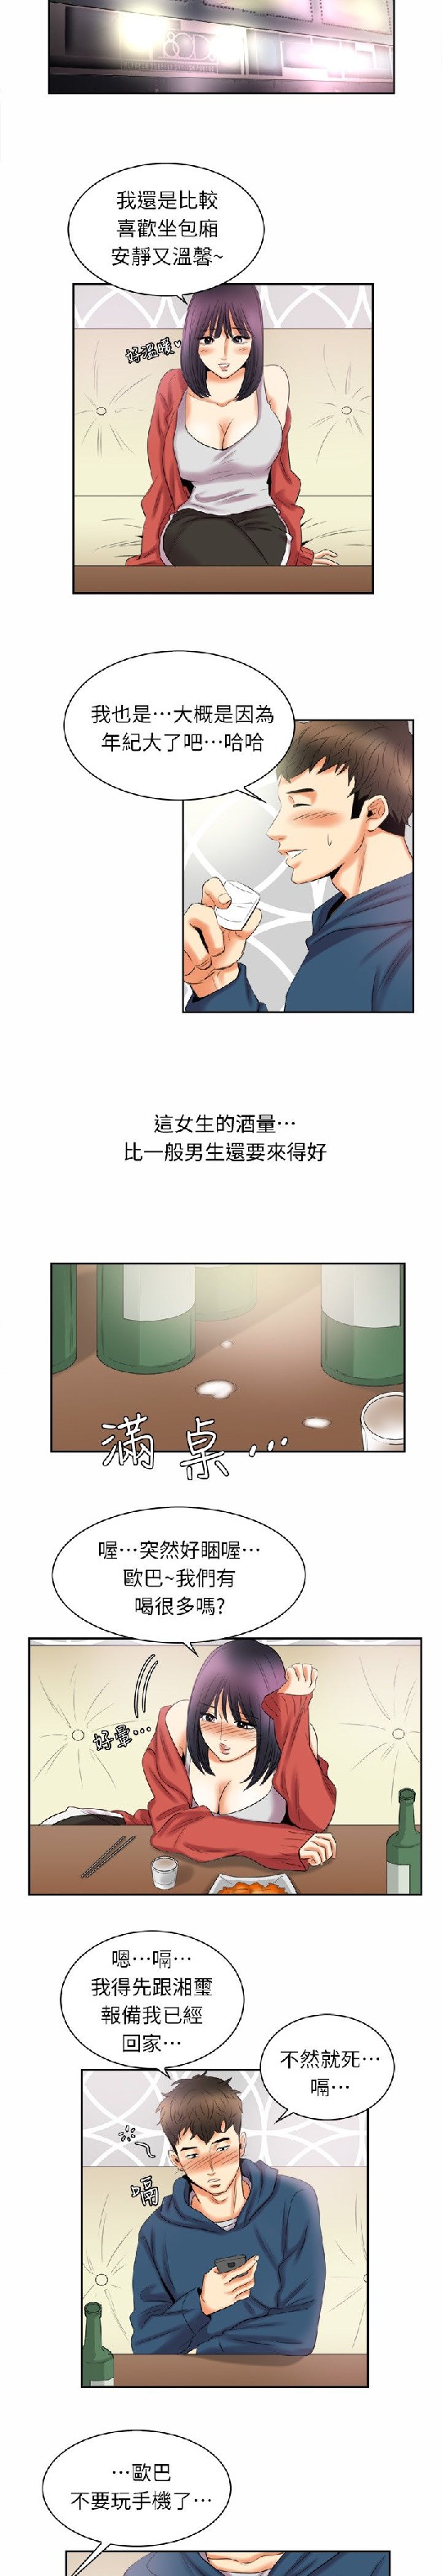 我還是比較
喜歡坐包廂
安靜又溫馨~
好溫暖♥
我也是…大概是因為
年紀大了吧…哈哈
這女生的酒量…
比一般男生還要來得好
滿桌…
喔…突然好睏喔…
歐巴~我們有
喝很多嗎?
好暈…
嗯…嗝…
我得先跟湘璽
報備我已經
回家…
不然就死…
嗝…
嗝
…歐巴
不要玩手機了…